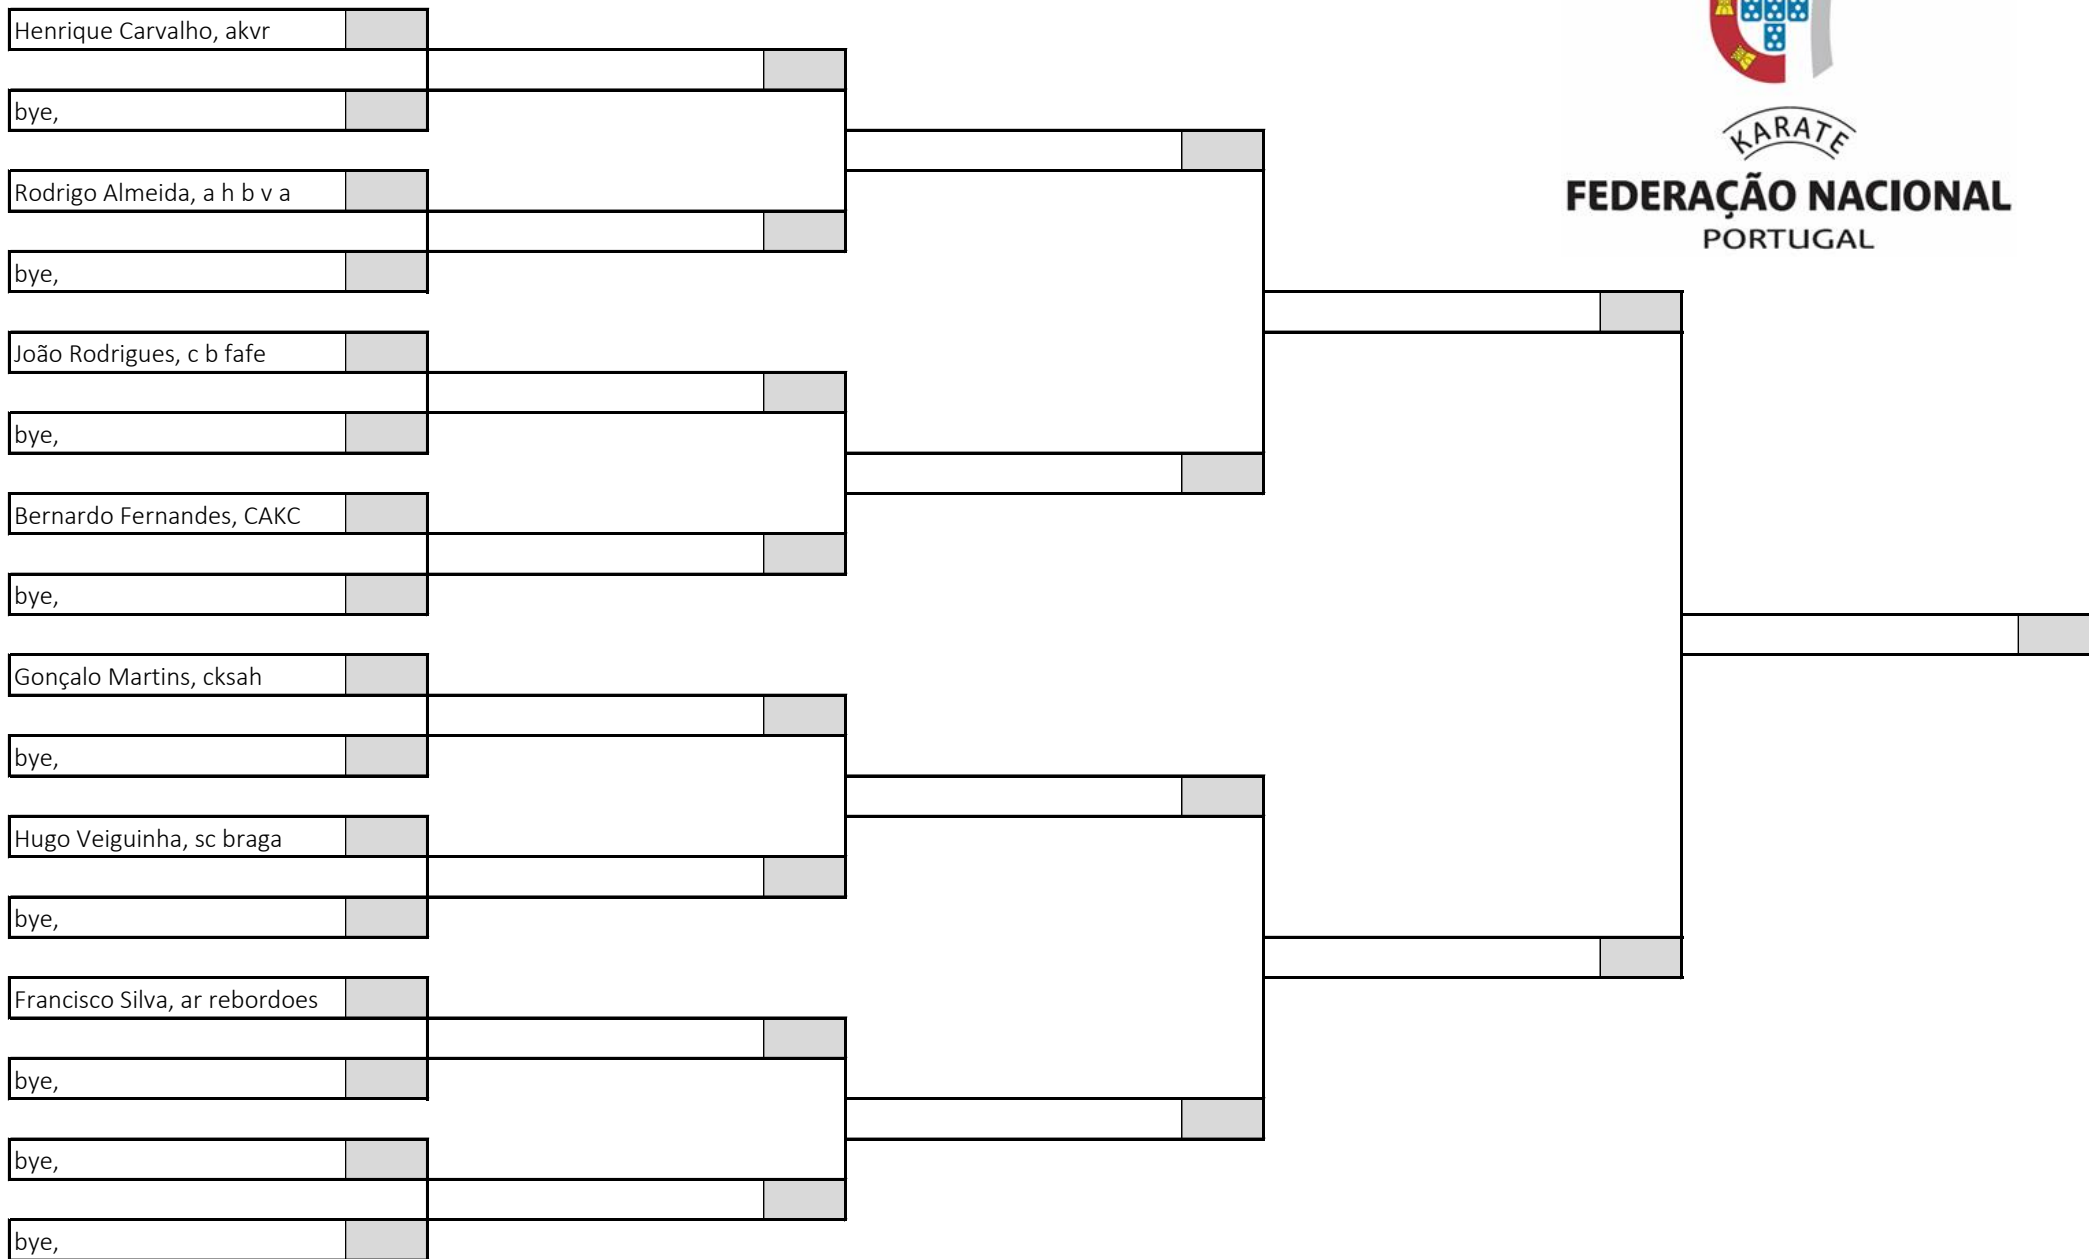 Henrique Carvalho, akvr
bye,
Rodrigo Almeida, a h b v a
bye,
João Rodrigues, c b fafe
bye,
Bernardo Fernandes, CAKC
bye,
Gonçalo Martins, cksah
bye,
Hugo Veiguinha, sc braga
bye,
Francisco Silva, ar rebordoes
bye,
bye,
bye,
KARATE
FEDERAÇÃO NACIONAL
PORTUGAL